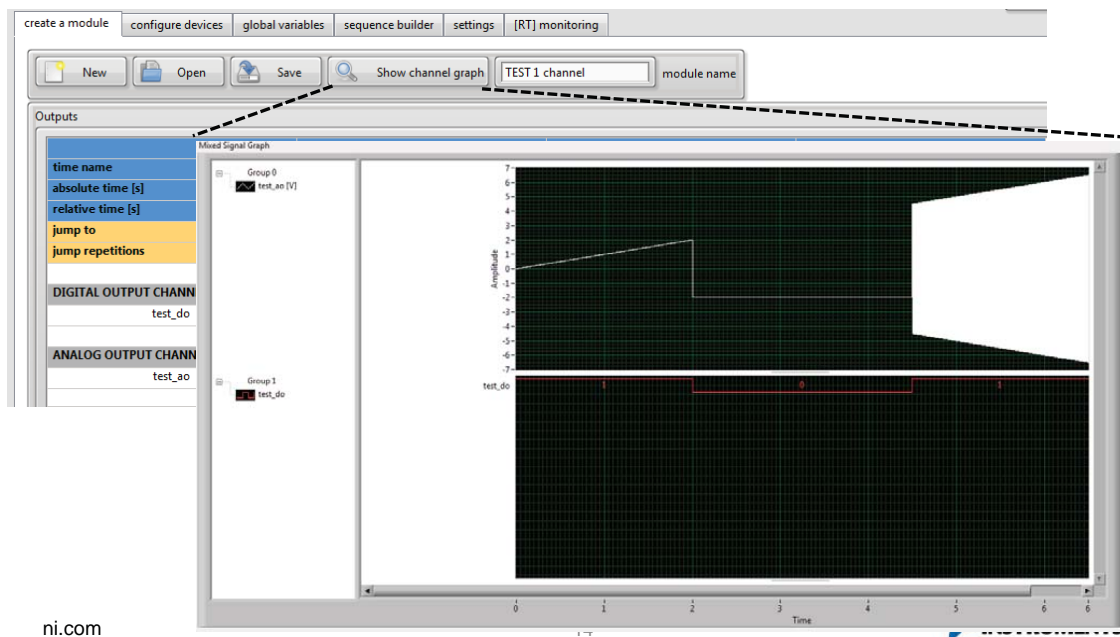 create a module configure devices global variables sequence builder settings [RT] monitoring
New Open Save Show channel graph TEST 1 channel module name
Outputs
time name
absolute time [s]
relative time [s]
jump to
jump repetitions
DIGITAL OUTPUT CHANN
test_do
ANALOG OUTPUT CHANN
test_ao
Mixed Signal Graph
Group 0
test_ao [V]
Group 1
test_do
7
6
5
4
3
2
1
0
-1
-2
-3
-4
-5
-6
-7
Amplitude
test_do
1 0 1
0 1 2 3 4 5 6 6
Time
ni.com